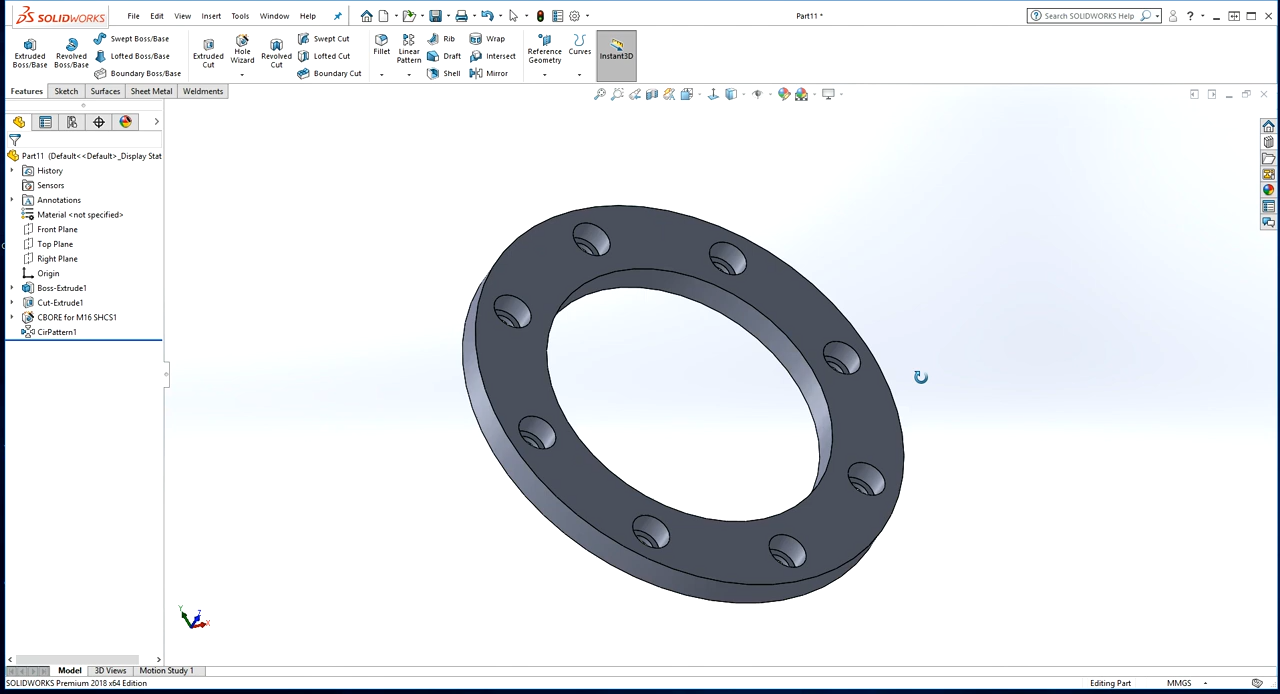 SOLIDWORKS File Edit View Insert Tools Window Help Part11 * Search SOLIDWORKS Help ?
Extruded Boss/Base
Revolved Boss/Base
Swept Boss/Base
Lofted Boss/Base
Boundary Boss/Base
Extruded Cut
Hole Wizard
Revolved Cut
Swept Cut
Lofted Cut
Boundary Cut
Fillet
Linear Pattern
Rib
Draft
Shell
Wrap
Intersect
Mirror
Reference Geometry
Curves
Instant3D
Features Sketch Surfaces Sheet Metal Weldments
Part11 (Default<<Default>_Display Stat
History
Sensors
Annotations
Material <not specified>
Front Plane
Top Plane
Right Plane
Origin
Boss-Extrude1
Cut-Extrude1
CBORE for M16 SHCS1
CirPattern1
Y Z X
Model 3D Views Motion Study 1
SOLIDWORKS Premium 2018 x64 Edition Editing Part MMGS